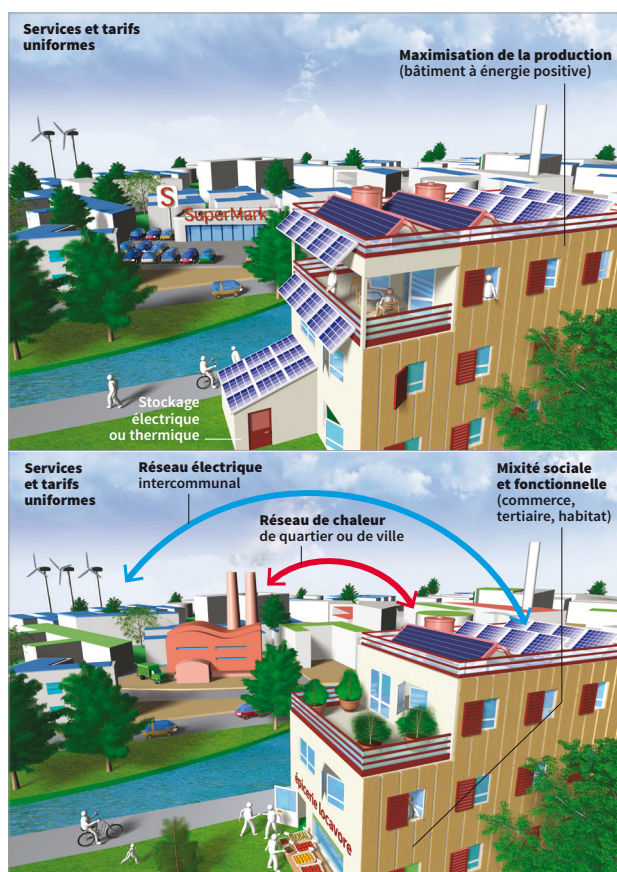 Services et tarifs
uniformes
Maximisation de la production
(bâtiment à énergie positive)
S
SuperMark
Stockage
électrique
ou thermique
Services
et tarifs
uniformes
Réseau électrique
intercommunal
Réseau de chaleur
de quartier ou de ville
Mixité sociale
et fonctionnelle
(commerce,
tertiaire, habitat)
épicerie locavore